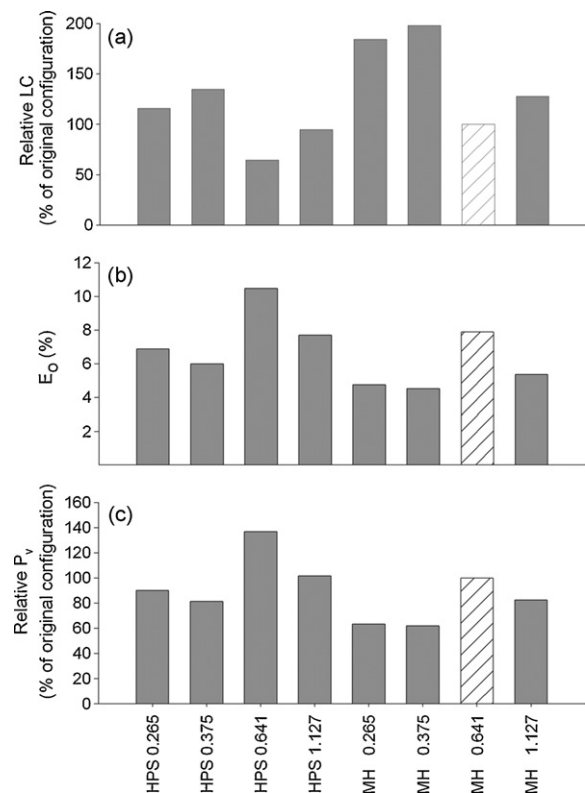 (a)
Relative LC
(% of original configuration)
200
150
100
50
0
(b)
E_O (%)
12
10
8
6
4
2
(c)
Relative P_v
(% of original configuration)
160
140
120
100
80
60
40
20
0
HPS 0.265
HPS 0.375
HPS 0.641
HPS 1.127
MH 0.265
MH 0.375
MH 0.641
MH 1.127